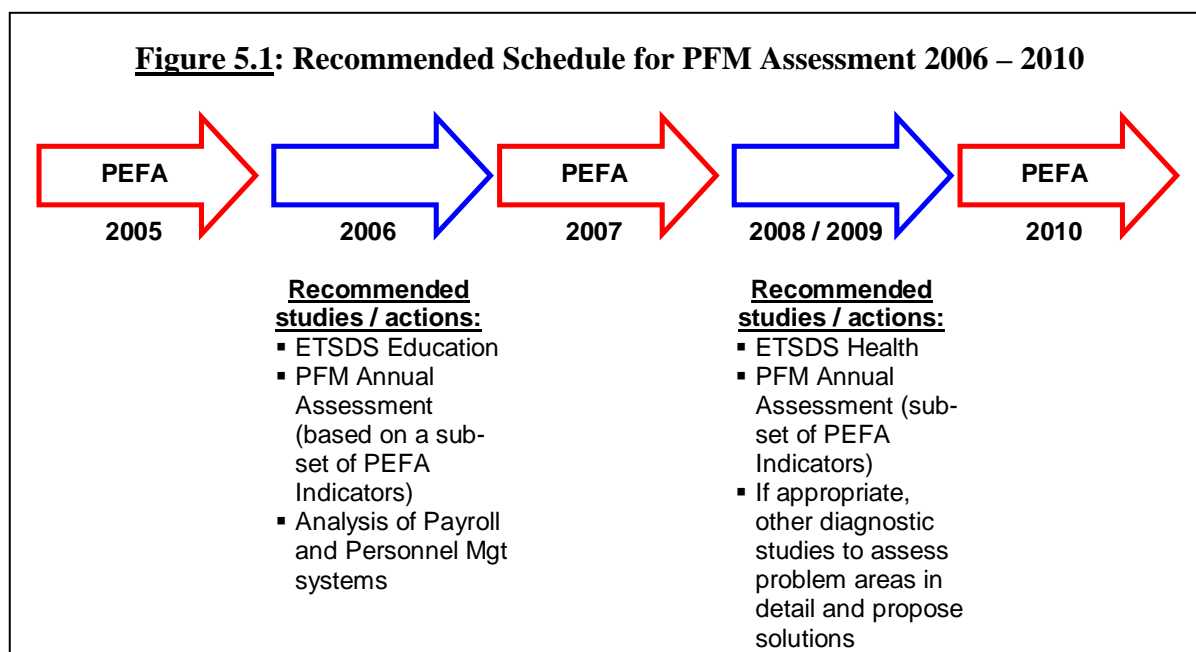 Figure 5.1: Recommended Schedule for PFM Assessment 2006 – 2010
PEFA
PEFA
PEFA
2005
2006
2007
2008 / 2009
2010
Recommended
studies / actions:
▪ ETSDS Education
▪ PFM Annual
Assessment
(based on a sub-
set of PEFA
Indicators)
▪ Analysis of Payroll
and Personnel Mgt
systems
Recommended
studies / actions:
▪ ETSDS Health
▪ PFM Annual
Assessment (sub-
set of PEFA
Indicators)
▪ If appropriate,
other diagnostic
studies to assess
problem areas in
detail and propose
solutions